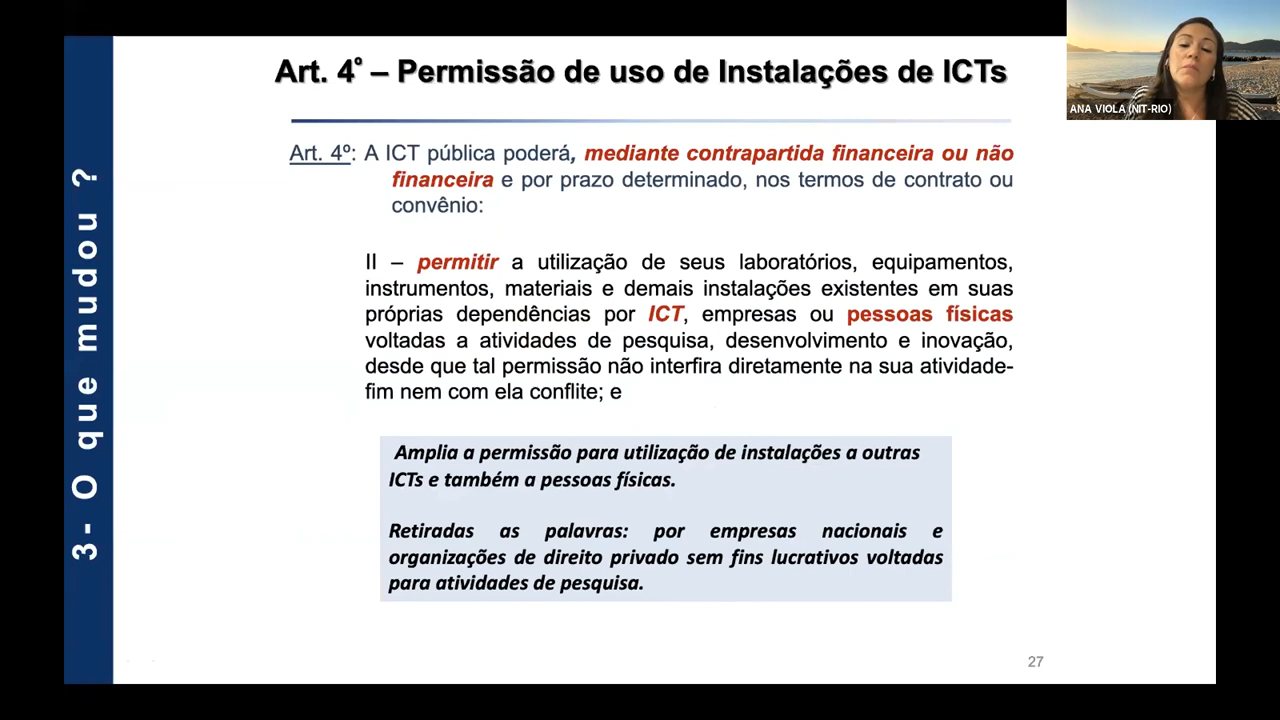 Art. 4º – Permissão de uso de Instalações de ICTs
ANA VIOLA (NIT-RIO)
3- O que mudou ?
Art. 4º: A ICT pública poderá, mediante contrapartida financeira ou não
financeira e por prazo determinado, nos termos de contrato ou
convênio:
II – permitir a utilização de seus laboratórios, equipamentos,
instrumentos, materiais e demais instalações existentes em suas
próprias dependências por ICT, empresas ou pessoas físicas
voltadas a atividades de pesquisa, desenvolvimento e inovação,
desde que tal permissão não interfira diretamente na sua atividade-
fim nem com ela conflite; e
Amplia a permissão para utilização de instalações a outras
ICTs e também a pessoas físicas.
Retiradas as palavras: por empresas nacionais e
organizações de direito privado sem fins lucrativos voltadas
para atividades de pesquisa.
27